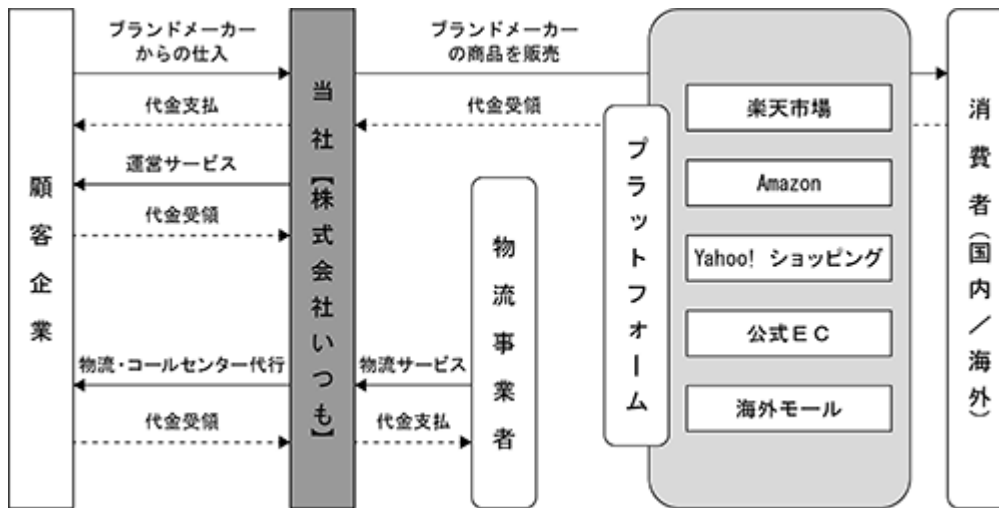 ブランドメーカー
からの仕入
ブランドメーカー
の商品を販売
代金支払
代金受領
運営サービス
代金受領
物流・コールセンター代行
物流サービス
代金受領
代金支払
顧客企業
当社【株式会社いつも】
物流事業者
プラットフォーム
楽天市場
Amazon
Yahoo! ショッピング
公式EC
海外モール
消費者(国内/海外)